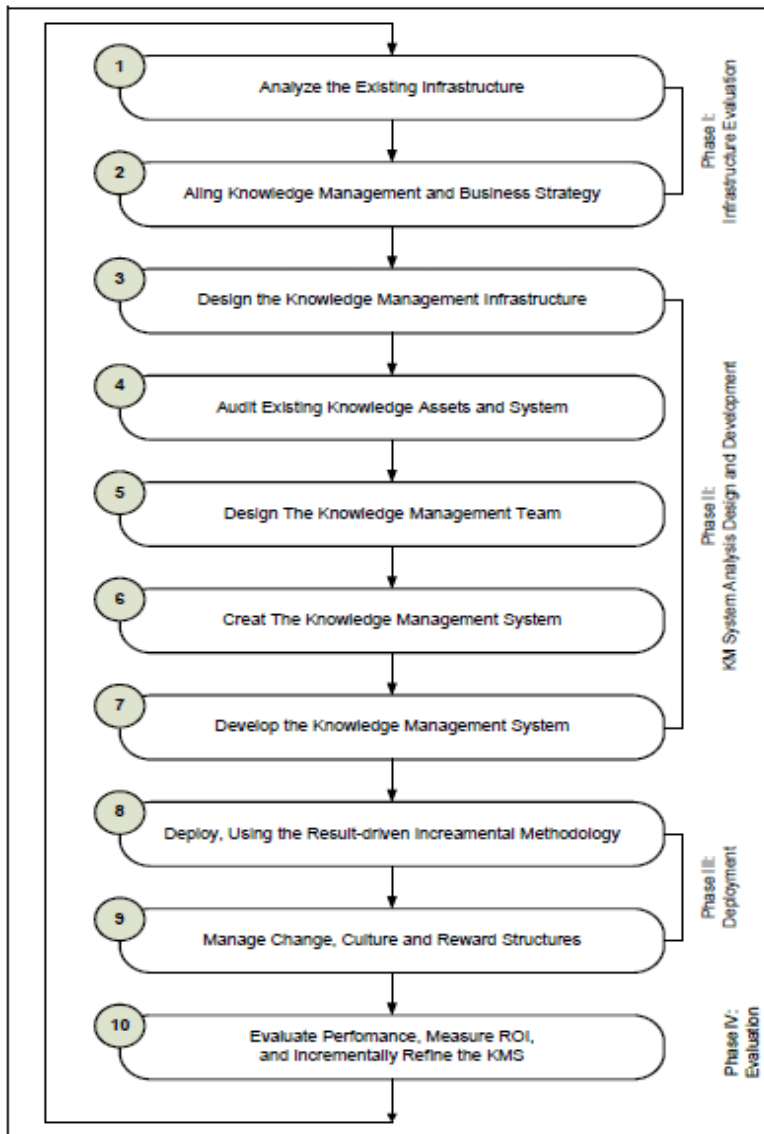 1
Analyze the Existing Infrastructure
2
Aling Knowledge Management and Business Strategy
Phase I:
Infrastructure Evaluation
3
Design the Knowledge Management Infrastructure
4
Audit Existing Knowledge Assets and System
5
Design The Knowledge Management Team
6
Creat The Knowledge Management System
7
Develop the Knowledge Management System
Phase II:
KM System Analysis Design and Development
8
Deploy, Using the Result-driven Increamental Methodology
9
Manage Change, Culture and Reward Structures
Phase III:
Deployment
10
Evaluate Perfomance, Measure ROI,
and Incrementally Refine the KMS
Phase IV:
Evaluation